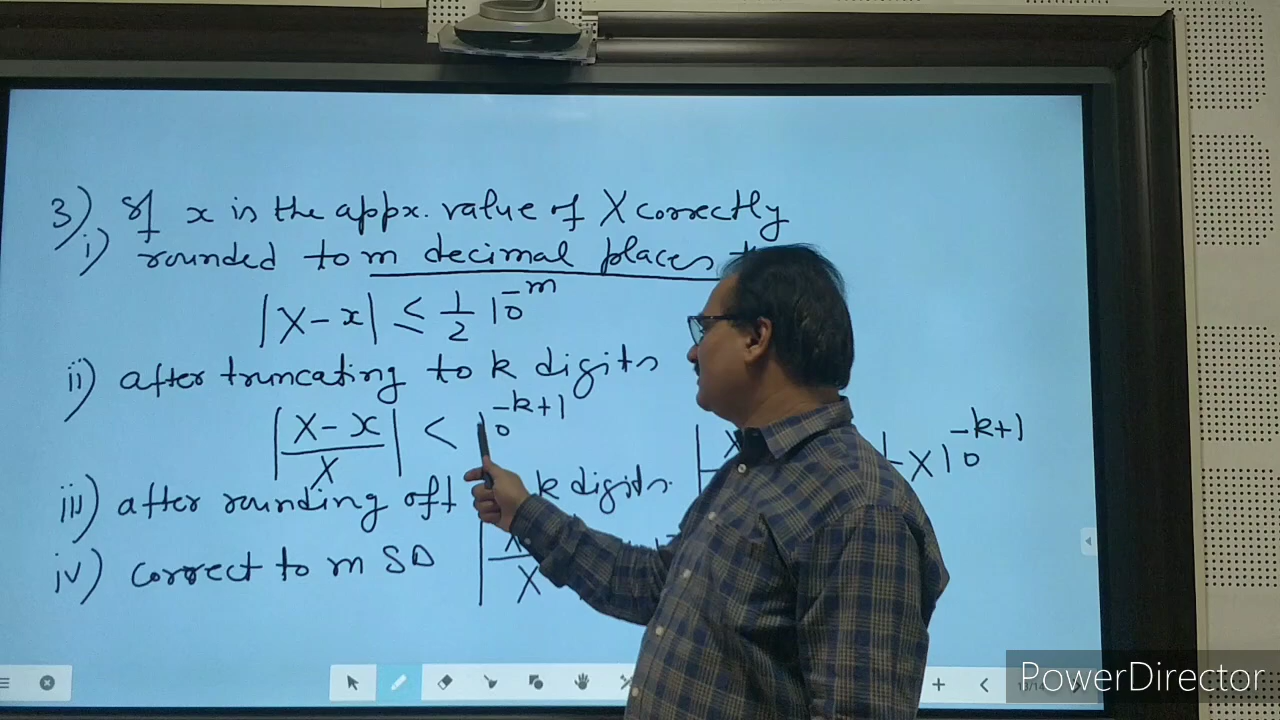 3) If x is the appx. value of X correctly
i) rounded to m decimal places
|X-x| ≤ 1/2 10^-m
ii) after truncating to k digits
|X-x / X| < 10^-k+1
x 10^-k+1
iii) after rounding off k digits.
iv) correct to m SD
X
PowerDirector